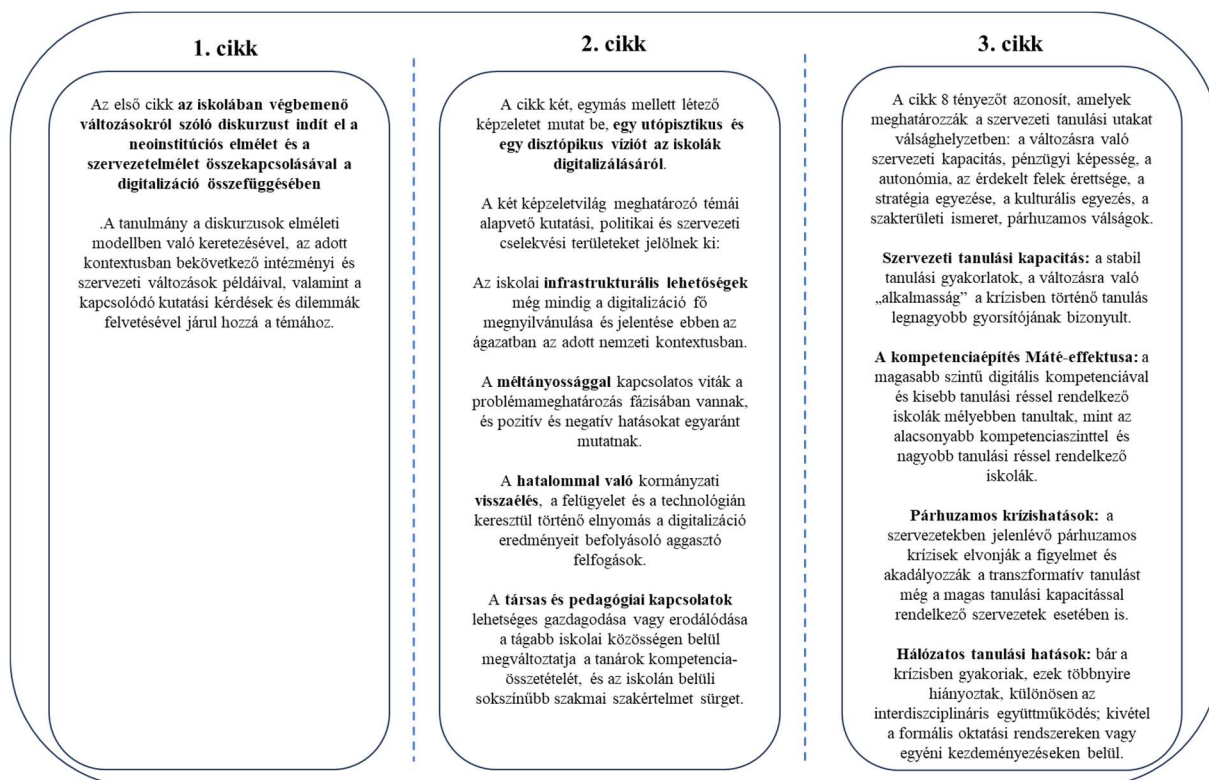 1. cikk
Az első cikk az iskolában végbemenő
változásokról szóló diskurzust indít el a
neoinstitúciós elmélet és a
szervezetelmélet összekapcsolásával a
digitalizáció összefüggésében
.A tanulmány a diskurzusok elméleti
modellben való keretezésével, az adott
kontextusban bekövetkező intézményi és
szervezeti változások példáival, valamint a
kapcsolódó kutatási kérdések és dilemmák
felvetésével járul hozzá a témához.
2. cikk
A cikk két, egymás mellett létező
képzeletet mutat be, egy utópisztikus és
egy disztópikus víziót az iskolák
digitalizálásáról.
A két képzeletvilág meghatározó témái
alapvető kutatási, politikai és szervezeti
cselekvési területeket jelölnek ki:
Az iskolai infrastrukturális lehetőségek
még mindig a digitalizáció fő
megnyilvánulása és jelentése ebben az
ágazatban az adott nemzeti kontextusban.
A méltányossággal kapcsolatos viták a
problémameghatározás fázisában vannak,
és pozitív és negatív hatásokat egyaránt
mutatnak.
A hatalommal való kormányzati
visszaélés, a felügyelet és a technológián
keresztül történő elnyomás a digitalizáció
eredményeit befolyásoló aggasztó
felfogások.
A társas és pedagógiai kapcsolatok
lehetséges gazdagodása vagy erodálódása
a tágabb iskolai közösségen belül
megváltoztatja a tanárok kompetencia-
összetételét, és az iskolán belüli
sokszínűbb szakmai szakértelmet sürget.
3. cikk
A cikk 8 tényezőt azonosít, amelyek
meghatározzák a szervezeti tanulási utakat
válsághelyzetben: a változásra való
szervezeti kapacitás, pénzügyi képesség, a
autonómia, az érdekelt felek érettsége, a
stratégia egyezése, a kulturális egyezés, a
szakterületi ismeret, párhuzamos válságok.
Szervezeti tanulási kapacitás: a stabil
tanulási gyakorlatok, a változásra való
„alkalmasság” a krízisben történő tanulás
legnagyobb gyorsítójának bizonyult.
A kompetenciaépítés Máté-effektusa: a
magasabb szintű digitális kompetenciával
és kisebb tanulási réssel rendelkező
iskolák mélyebben tanultak, mint az
alacsonyabb kompetenciaszinttel és
nagyobb tanulási réssel rendelkező
iskolák.
Párhuzamos krízishatások: a
szervezetekben jelenlévő párhuzamos
krízisek elvonják a figyelmet és
akadályozzák a transzformatív tanulást
még a magas tanulási kapacitással
rendelkező szervezetek esetében is.
Hálózatos tanulási hatások: bár a
krízisben gyakoriak, ezek többnyire
hiányoztak, különösen az
interdiszciplináris együttműködés; kivétel
a formális oktatási rendszereken vagy
egyéni kezdeményezéseken belül.